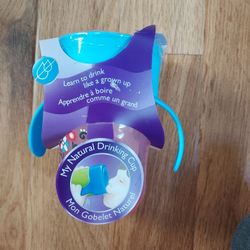 Learn to drink
like a grown up
Apprendre à boire
comme un grand
My Natural Drinking Cup
Mon Gobelet Naturel